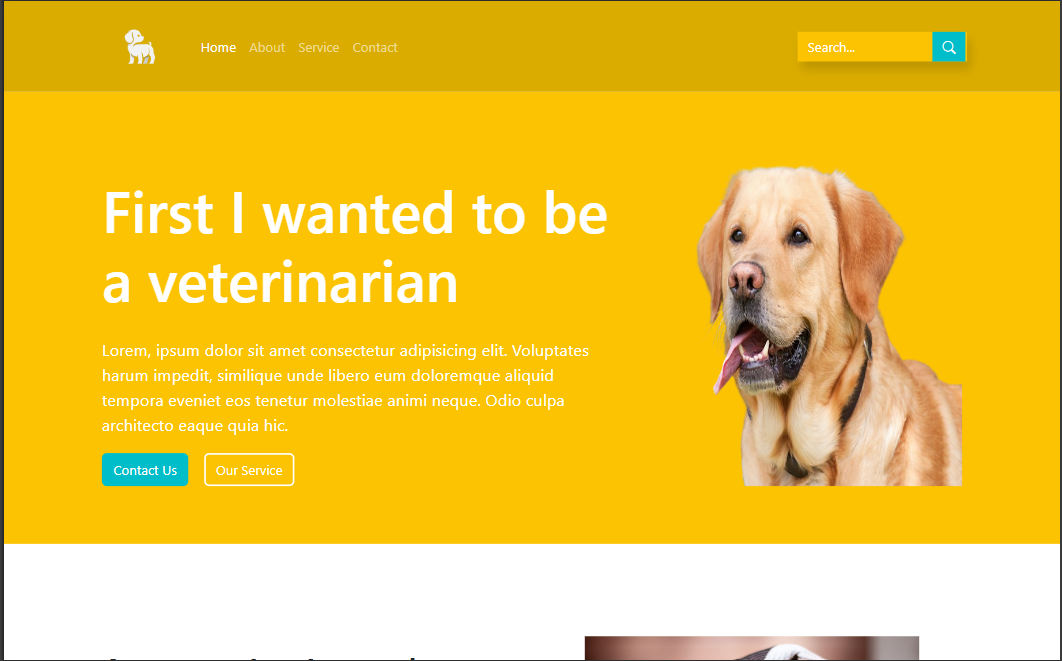 Home About Service Contact
Search...
First I wanted to be
a veterinarian
Lorem, ipsum dolor sit amet consectetur adipisicing elit. Voluptates
harum impedit, similique unde libero eum doloremque aliquid
tempora eveniet eos tenetur molestiae animi neque. Odio culpa
architecto eaque quia hic.
Contact Us
Our Service